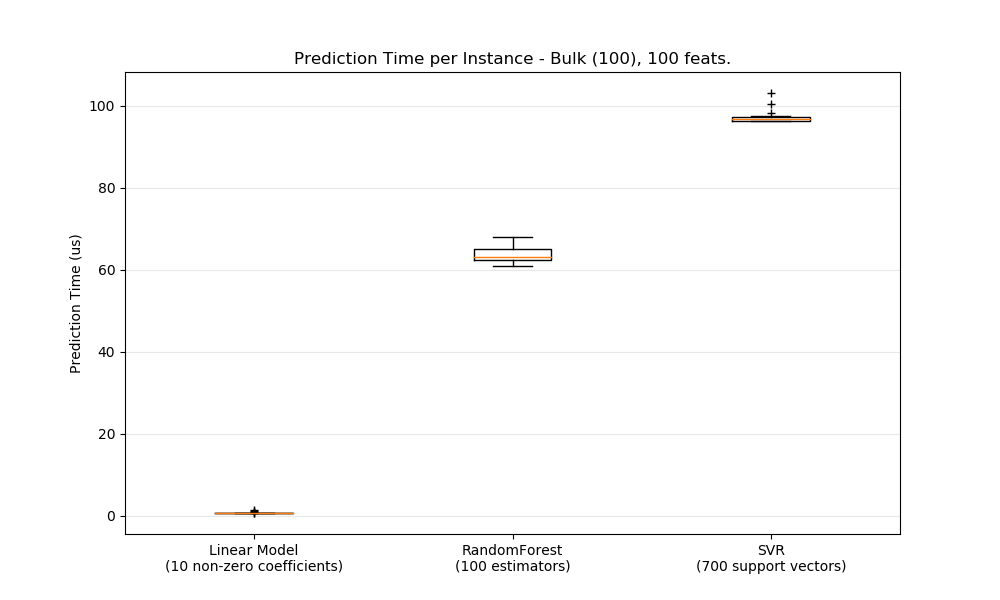 Prediction Time per Instance - Bulk (100), 100 feats.
Prediction Time (us)
100
80
60
40
20
0
Linear Model
(10 non-zero coefficients)
RandomForest
(100 estimators)
SVR
(700 support vectors)